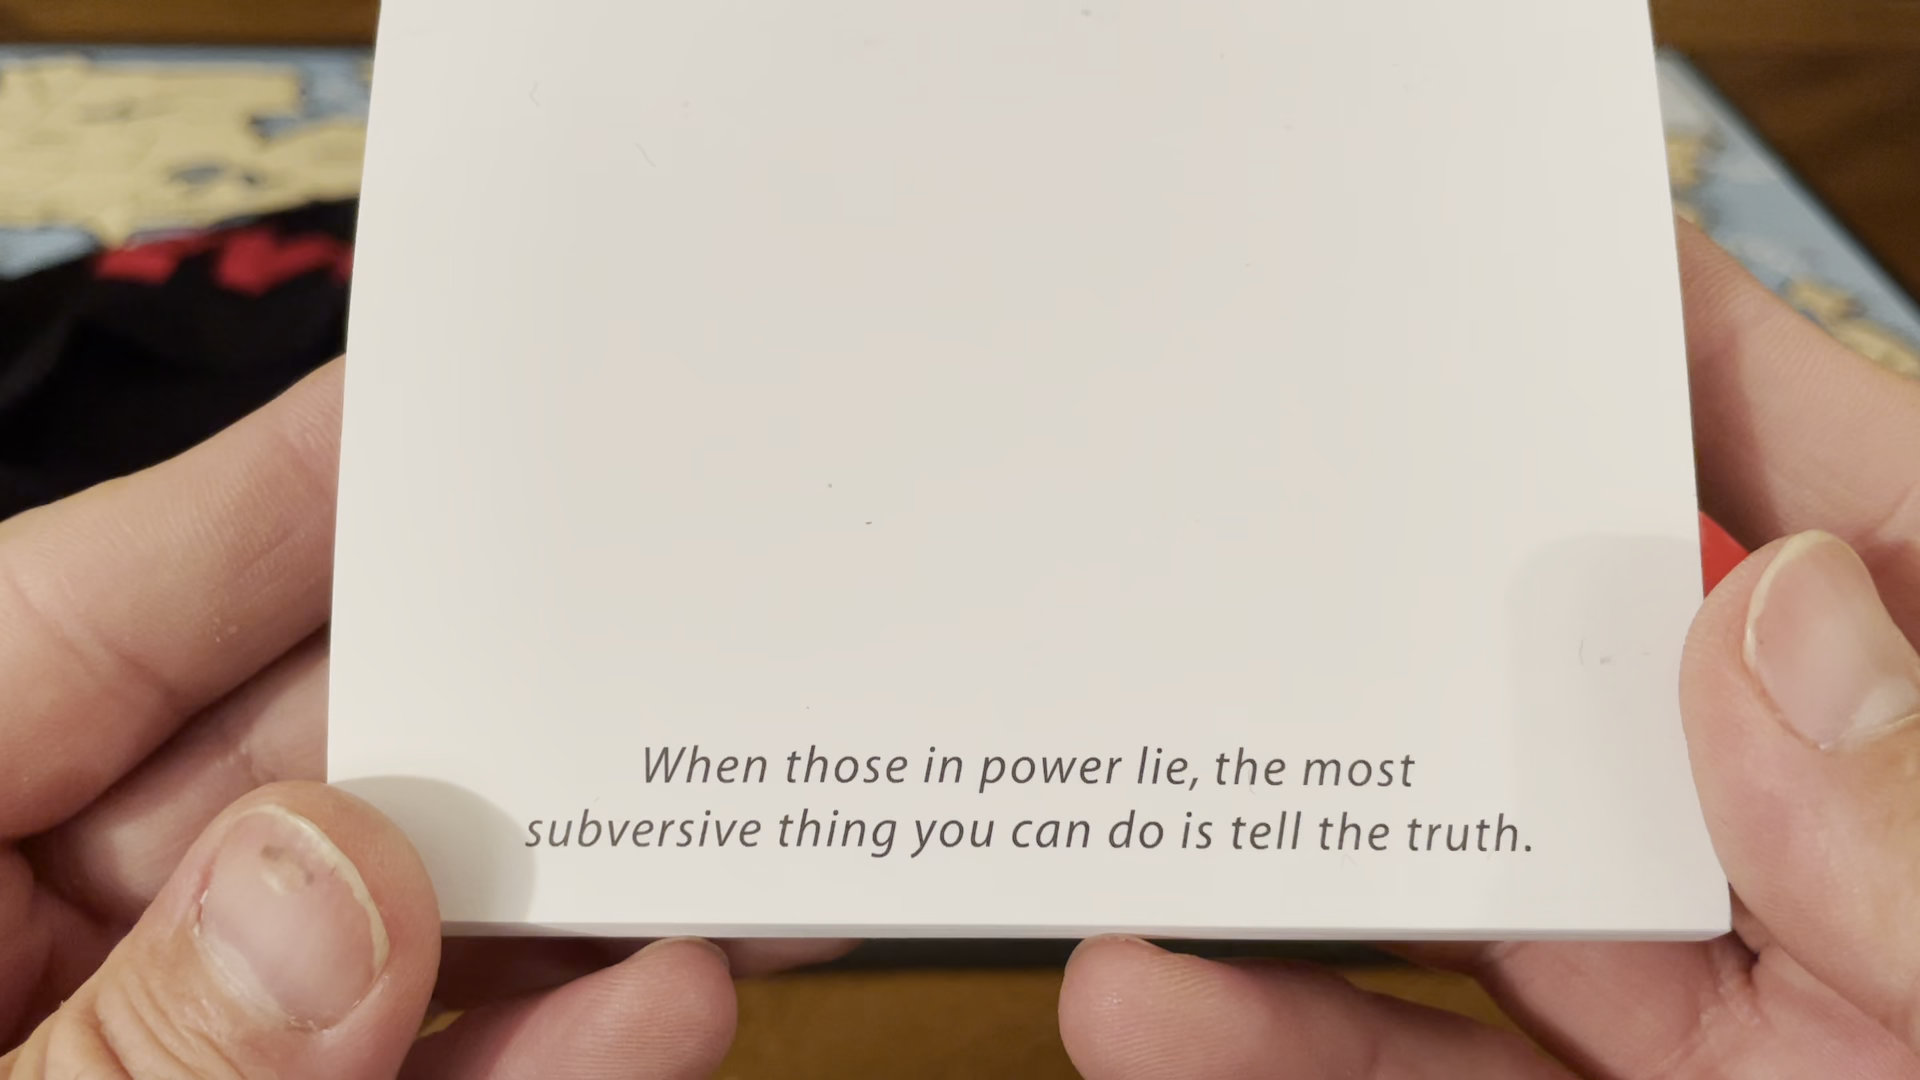 When those in power lie, the most
subversive thing you can do is tell the truth.